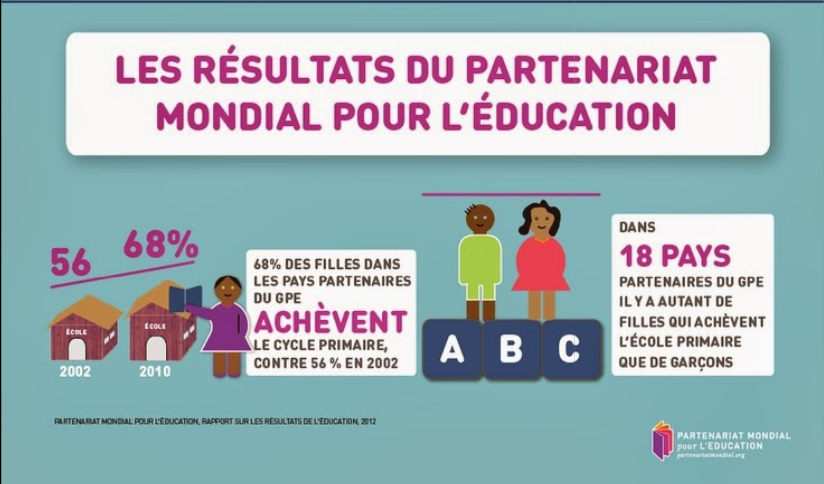 LES RÉSULTATS DU PARTENARIAT
MONDIAL POUR L'ÉDUCATION
56
68%
ÉCOLE
ÉCOLE
2002
2010
68% DES FILLES DANS
LES PAYS PARTENAIRES
DU GPE
ACHÈVENT
LE CYCLE PRIMAIRE,
CONTRE 56 % EN 2002
A B C
DANS
18 PAYS
PARTENAIRES DU GPE
IL Y A AUTANT DE
FILLES QUI ACHÈVENT
L'ÉCOLE PRIMAIRE
QUE DE GARÇONS
PARTENARIAT MONDIAL POUR L'ÉDUCATION, RAPPORT SUR LES RÉSULTATS DE L'ÉDUCATION, 2012
PARTENARIAT MONDIAL
pour L'EDUCATION
partenariatmondial.org